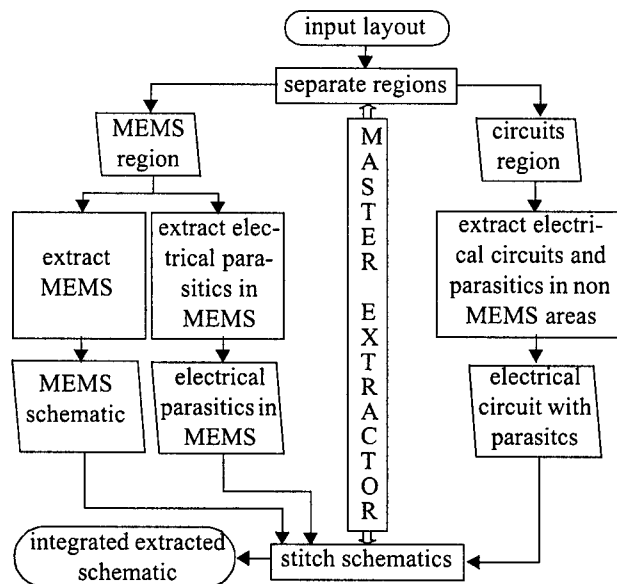 input layout
separate regions
MEMS
region
circuits
region
extract
MEMS
extract elec-
trical para-
sitics in
MEMS
MASTER EXTRACTOR
extract electri-
cal circuits and
parasitics in non
MEMS areas
MEMS
schematic
electrical
parasitics in
MEMS
electrical
circuit with
parasitcs
integrated extracted
schematic
stitch schematics